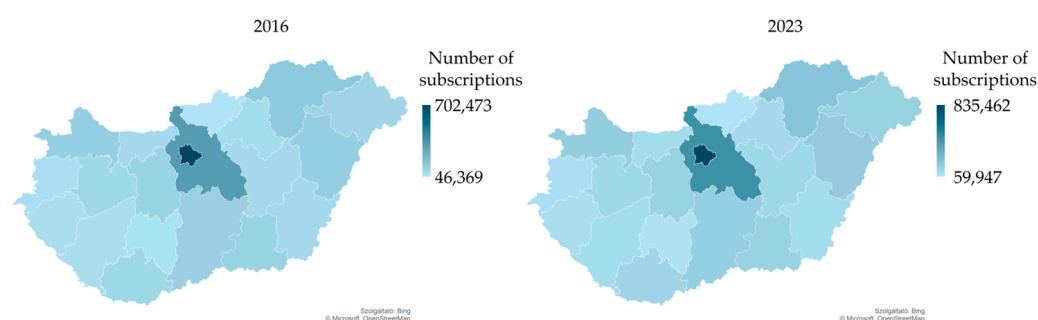 2016
Number of
subscriptions
702,473
46,369
Szolgáltató: Bing
© Microsoft, OpenStreetMap
2023
Number of
subscriptions
835,462
59,947
Szolgáltató: Bing
© Microsoft, OpenStreetMap